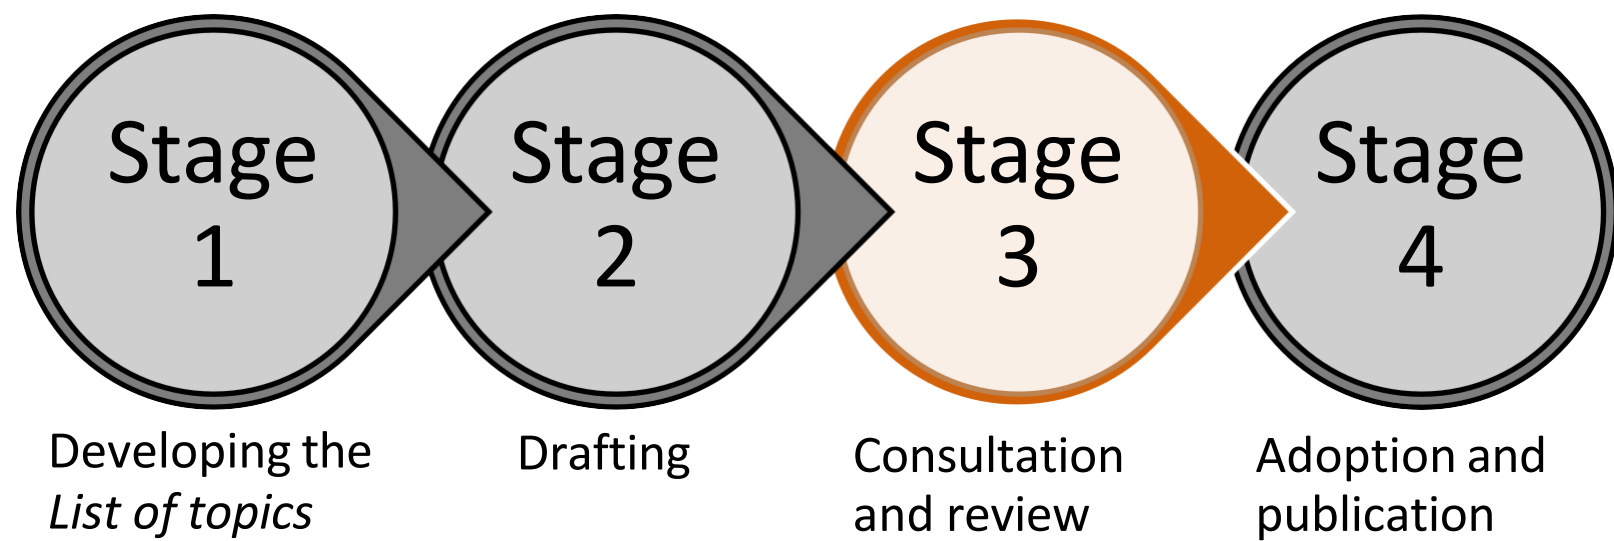 Stage
1
Stage
2
Stage
3
Stage
4
Developing the
List of topics
Drafting
Consultation
and review
Adoption and
publication